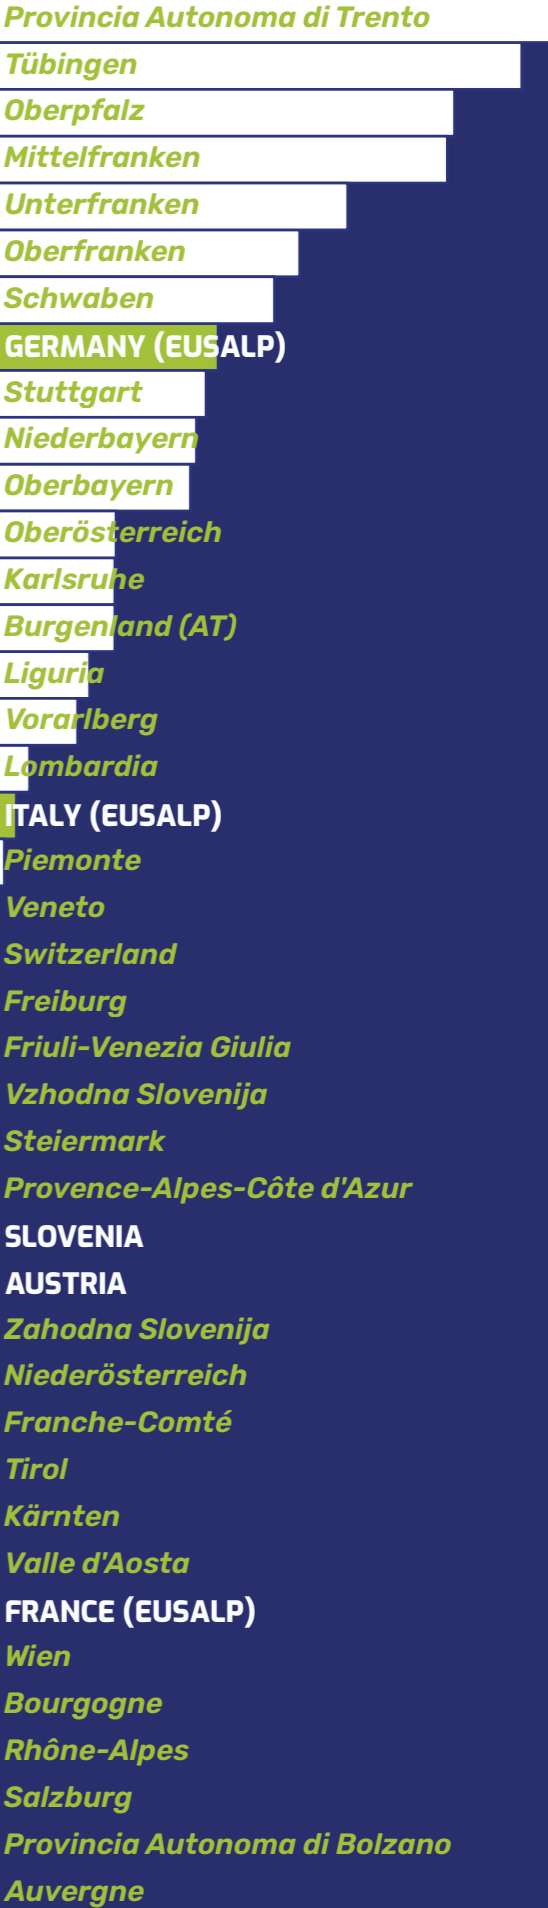 Provincia Autonoma di Trento
Tübingen
Oberpfalz
Mittelfranken
Unterfranken
Oberfranken
Schwaben
GERMANY (EUSALP)
Stuttgart
Niederbayern
Oberbayern
Oberösterreich
Karlsruhe
Burgenland (AT)
Liguria
Vorarlberg
Lombardia
ITALY (EUSALP)
Piemonte
Veneto
Switzerland
Freiburg
Friuli-Venezia Giulia
Vzhodna Slovenija
Steiermark
Provence-Alpes-Côte d'Azur
SLOVENIA
AUSTRIA
Zahodna Slovenija
Niederösterreich
Franche-Comté
Tirol
Kärnten
Valle d'Aosta
FRANCE (EUSALP)
Wien
Bourgogne
Rhône-Alpes
Salzburg
Provincia Autonoma di Bolzano
Auvergne